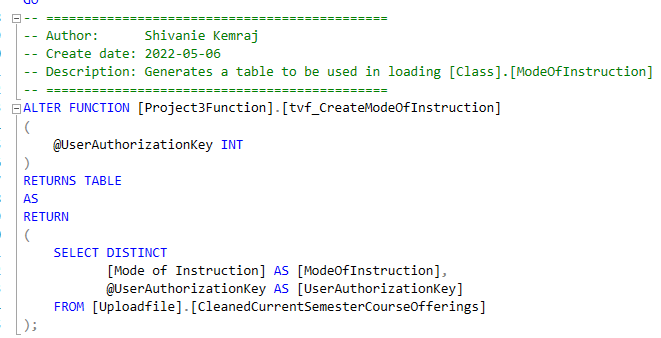 GO
-- =============================================
-- Author:      Shivanie Kemraj
-- Create date: 2022-05-06
-- Description: Generates a table to be used in loading [Class].[ModeOfInstruction]
-- =============================================
ALTER FUNCTION [Project3Function].[tvf_CreateModeOfInstruction]
(
    @UserAuthorizationKey INT
)
RETURNS TABLE
AS
RETURN
(
    SELECT DISTINCT
           [Mode of Instruction] AS [ModeOfInstruction],
           @UserAuthorizationKey AS [UserAuthorizationKey]
    FROM [Uploadfile].[CleanedCurrentSemesterCourseOfferings]
);